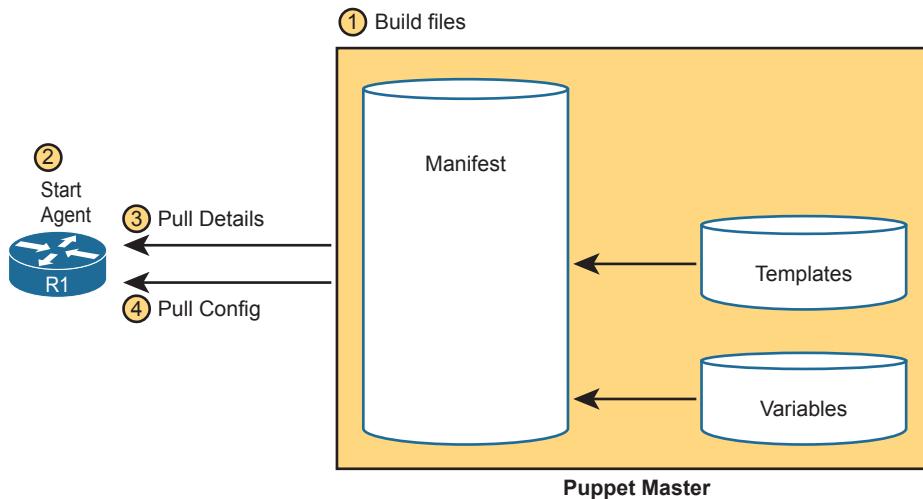 1 Build files
Manifest
2
Start
Agent
3 Pull Details
R1
4 Pull Config
Templates
Variables
Puppet Master